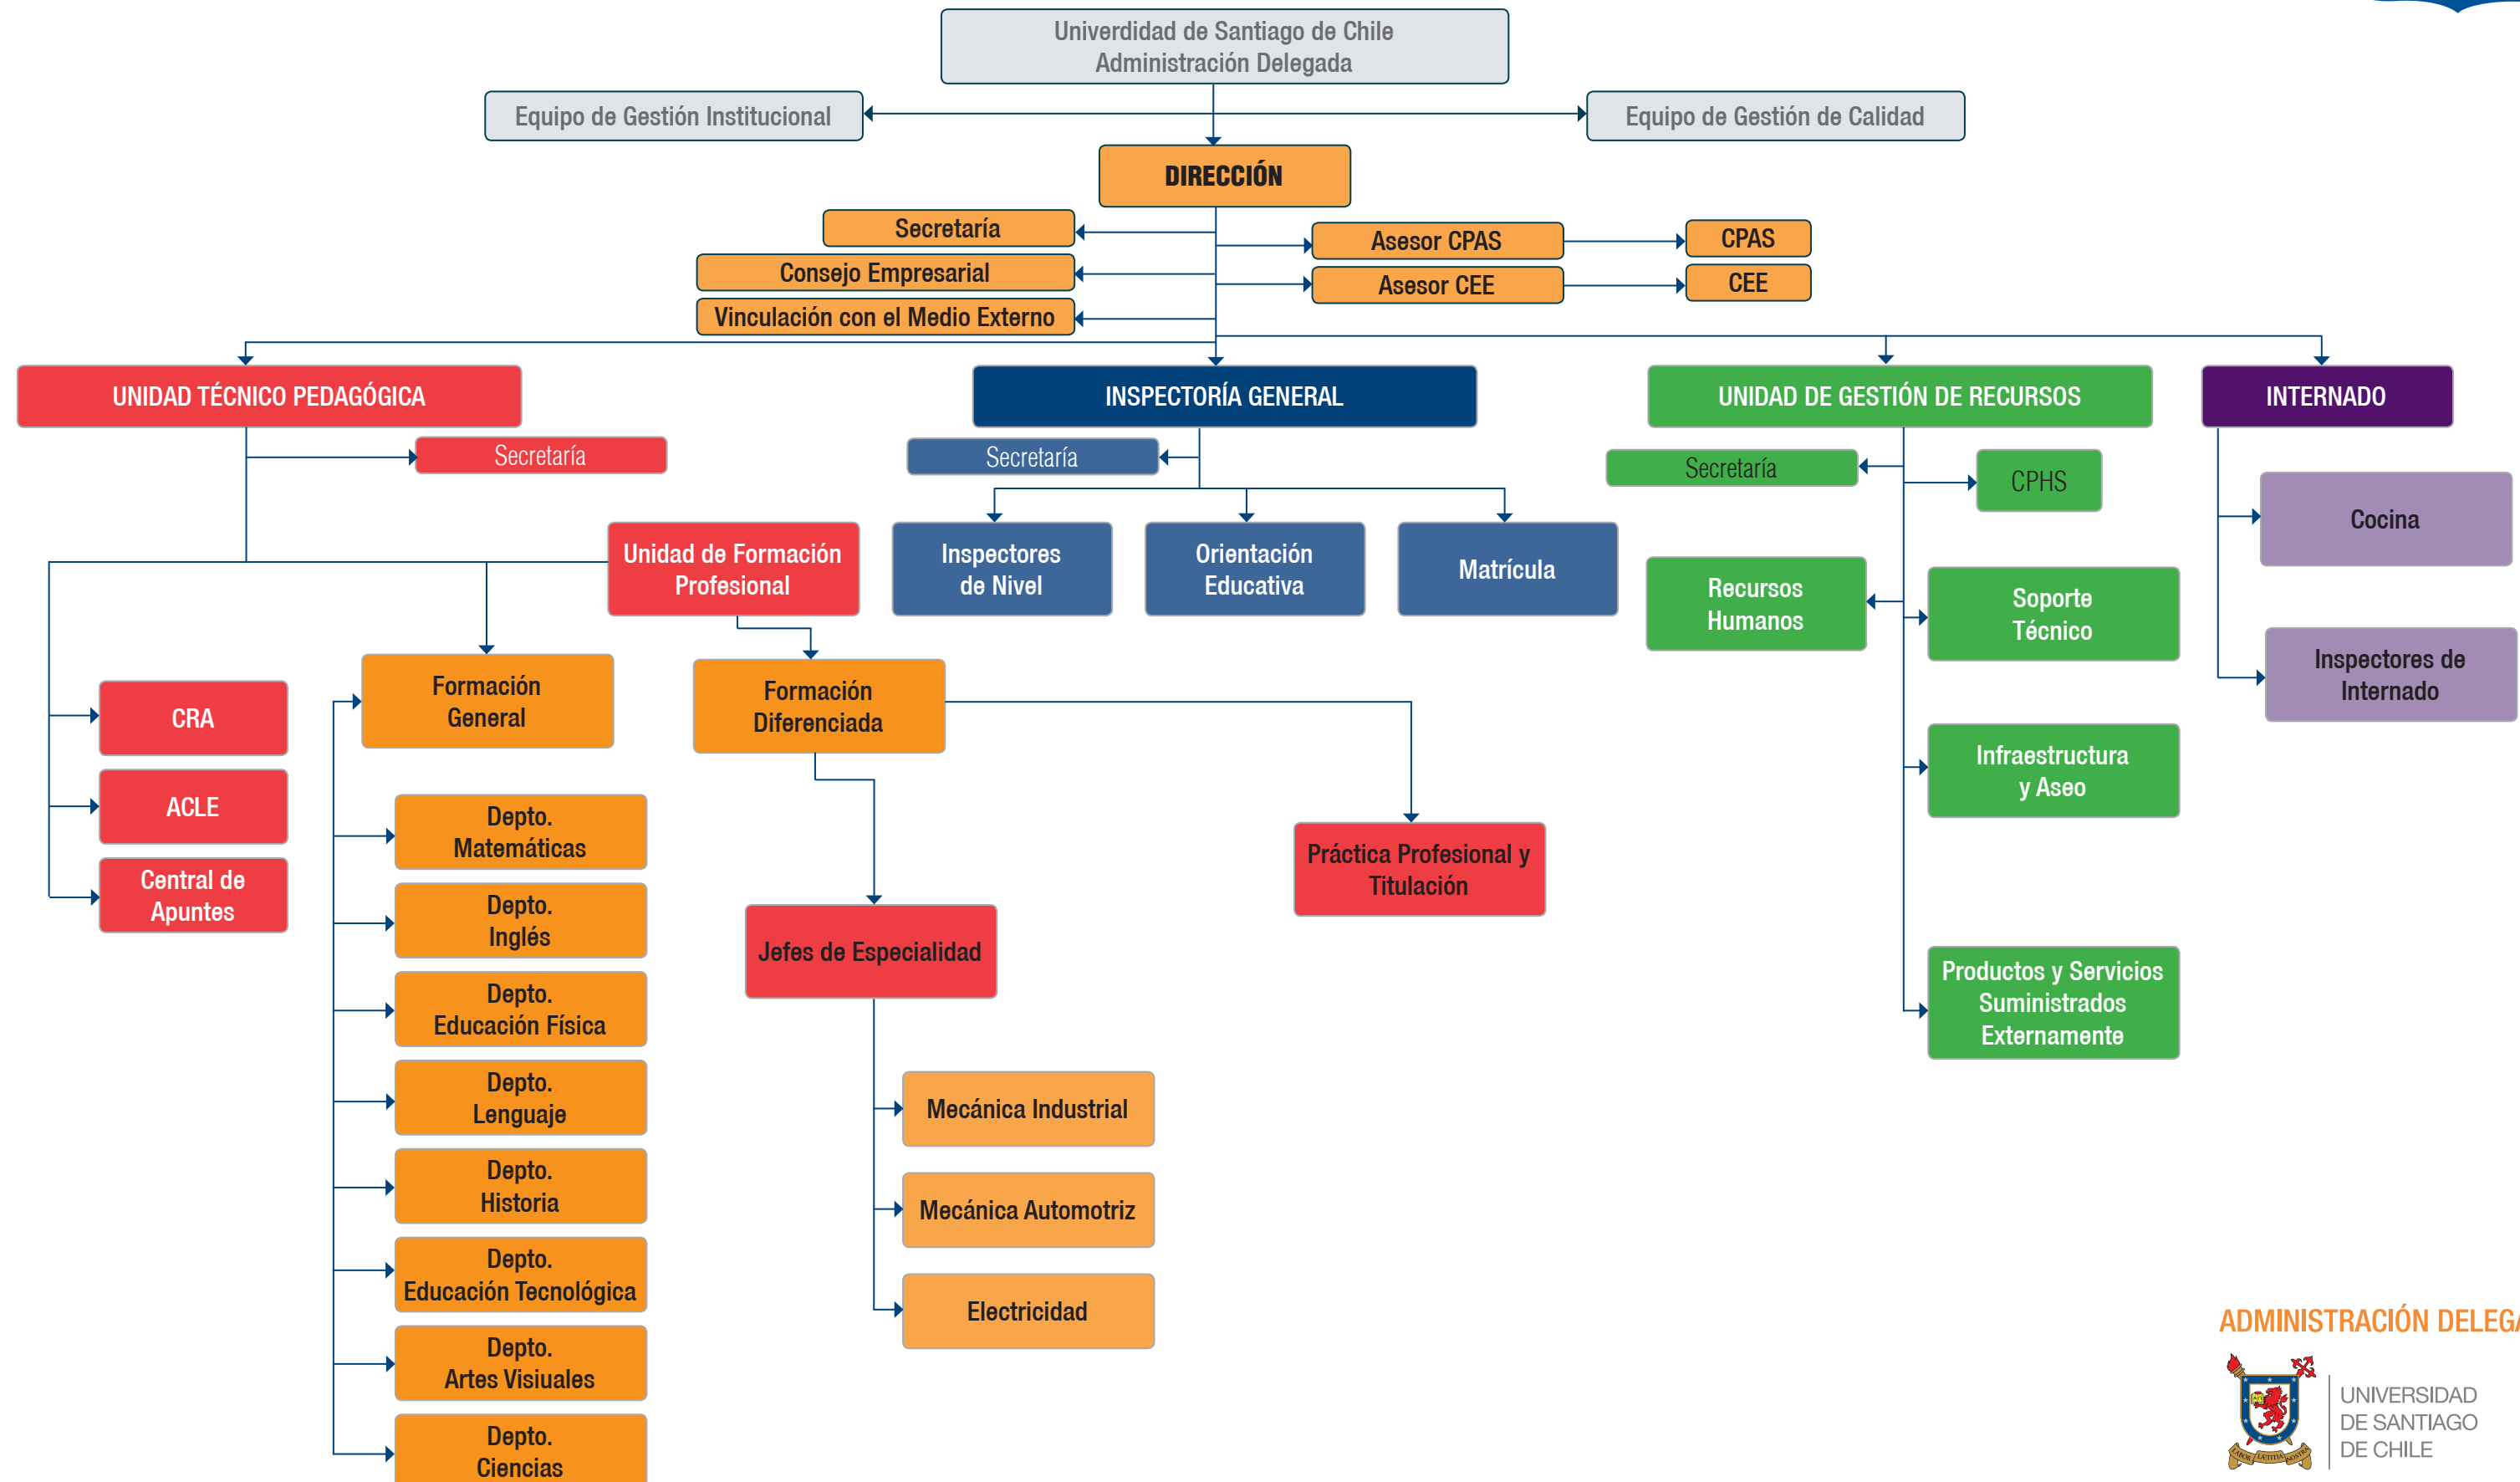 Univerdidad de Santiago de Chile
Administración Delegada
Equipo de Gestión Institucional
Equipo de Gestión de Calidad
DIRECCIÓN
Secretaría
Consejo Empresarial
Vinculación con el Medio Externo
Asesor CPAS
CPAS
Asesor CEE
CEE
UNIDAD TÉCNICO PEDAGÓGICA
Secretaría
Unidad de Formación
Profesional
CRA
ACLE
Central de
Apuntes
Formación
General
Depto.
Matemáticas
Depto.
Inglés
Depto.
Educación Física
Depto.
Lenguaje
Depto.
Historia
Depto.
Educación Tecnológica
Depto.
Artes Visiuales
Depto.
Ciencias
Formación
Diferenciada
Jefes de Especialidad
Mecánica Industrial
Mecánica Automotriz
Electricidad
Práctica Profesional y
Titulación
INSPECTORÍA GENERAL
Secretaría
Inspectores
de Nivel
Orientación
Educativa
Matrícula
UNIDAD DE GESTIÓN DE RECURSOS
Secretaría
CPHS
Recursos
Humanos
Soporte
Técnico
Infraestructura
y Aseo
Productos y Servicios
Suministrados
Externamente
INTERNADO
Cocina
Inspectores de
Internado
ADMINISTRACIÓN DELEGA
LABOR LÆTITIA NOSTRA
UNIVERSIDAD
DE SANTIAGO
DE CHILE